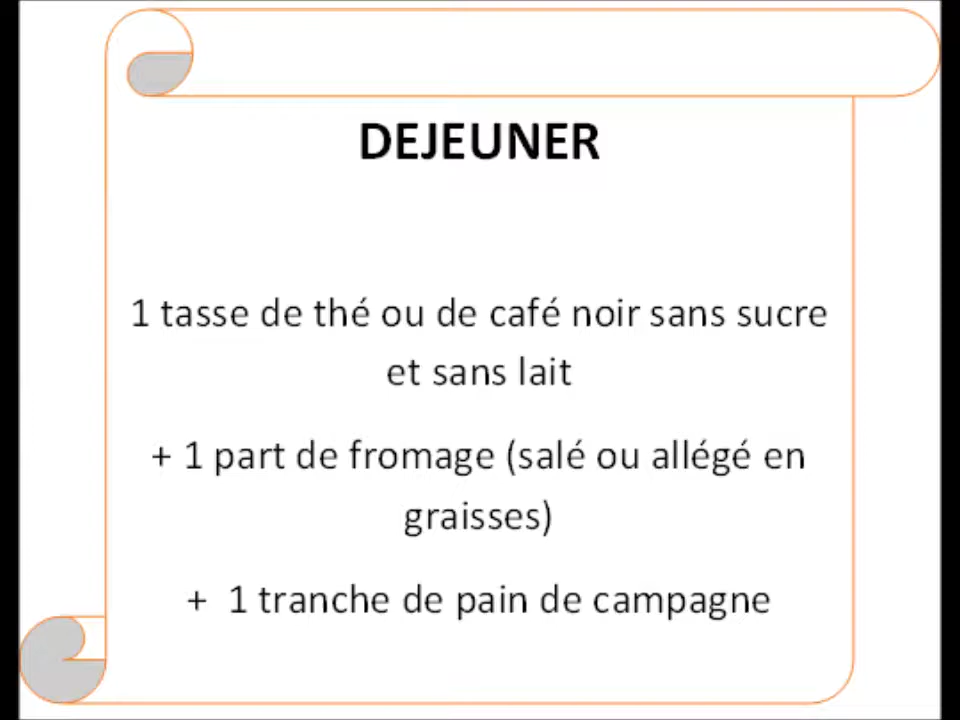 DEJEUNER
1 tasse de thé ou de café noir sans sucre
et sans lait
+ 1 part de fromage (salé ou allégé en
graisses)
+ 1 tranche de pain de campagne